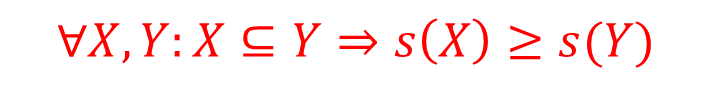 ∀X, Y: X ⊆ Y ⇒ s(X) ≥ s(Y)